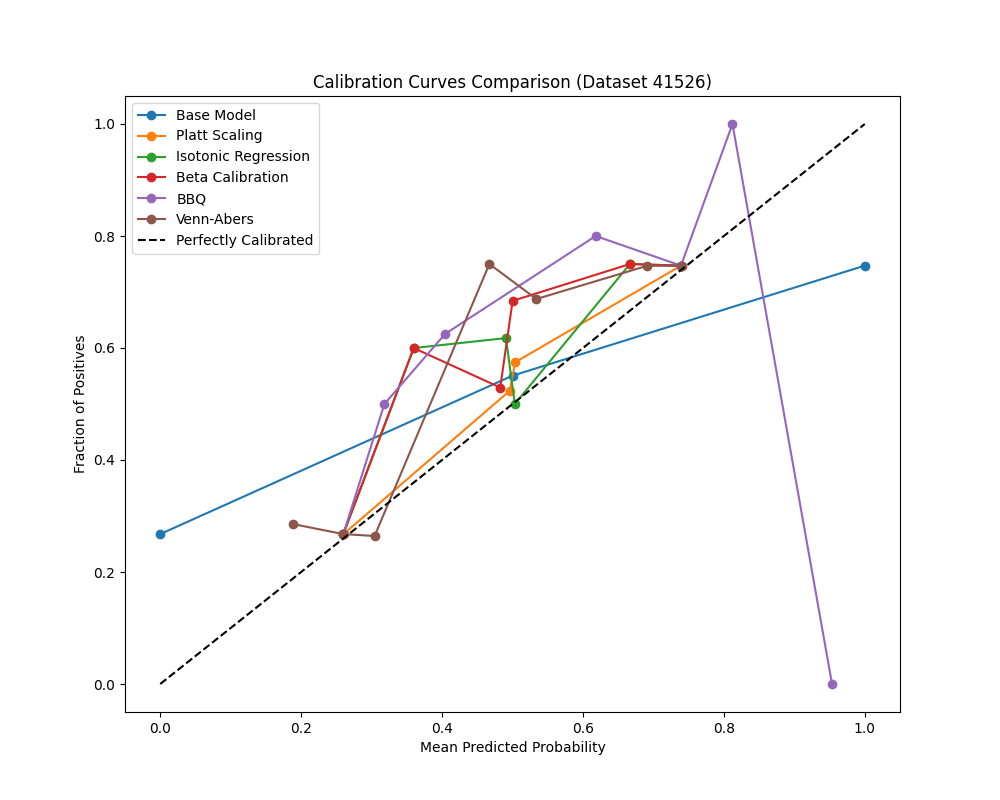 Calibration Curves Comparison (Dataset 41526)
Base Model
Platt Scaling
Isotonic Regression
Beta Calibration
BBQ
Venn-Abers
Perfectly Calibrated
Fraction of Positives
1.0
0.8
0.6
0.4
0.2
0.0
0.0 0.2 0.4 0.6 0.8 1.0
Mean Predicted Probability